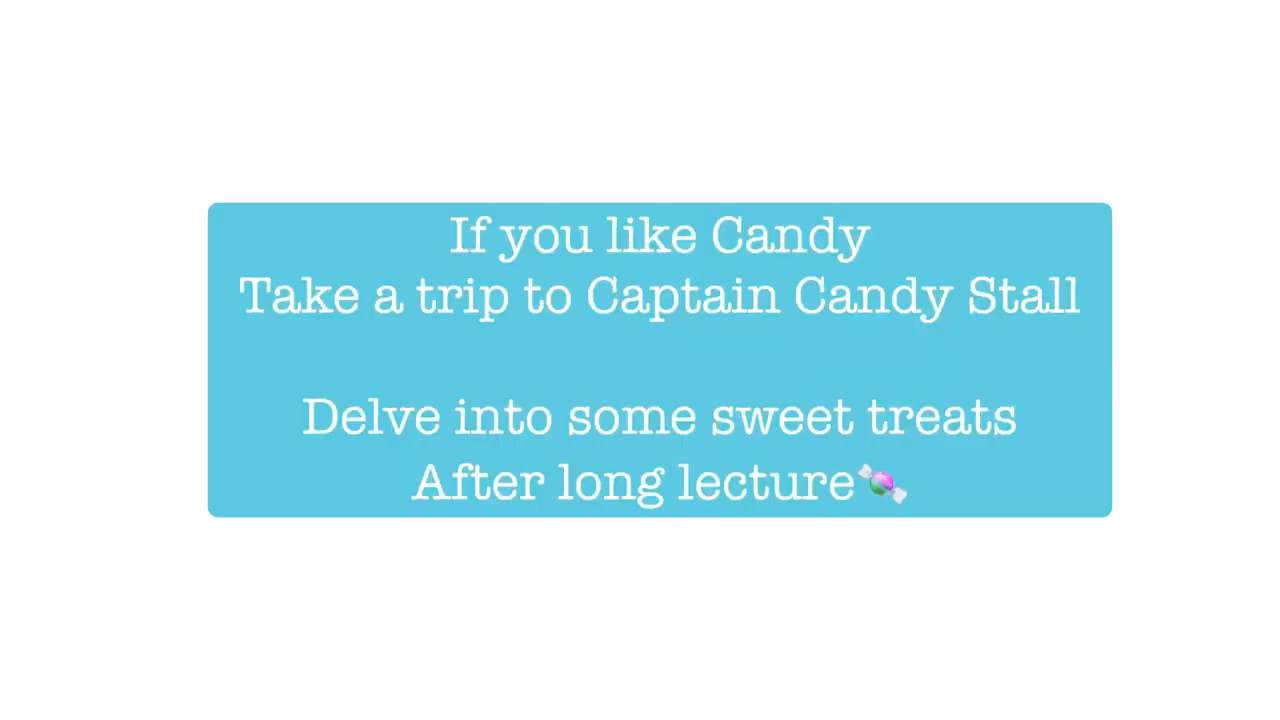 If you like Candy
Take a trip to Captain Candy Stall
Delve into some sweet treats
After long lecture🍬